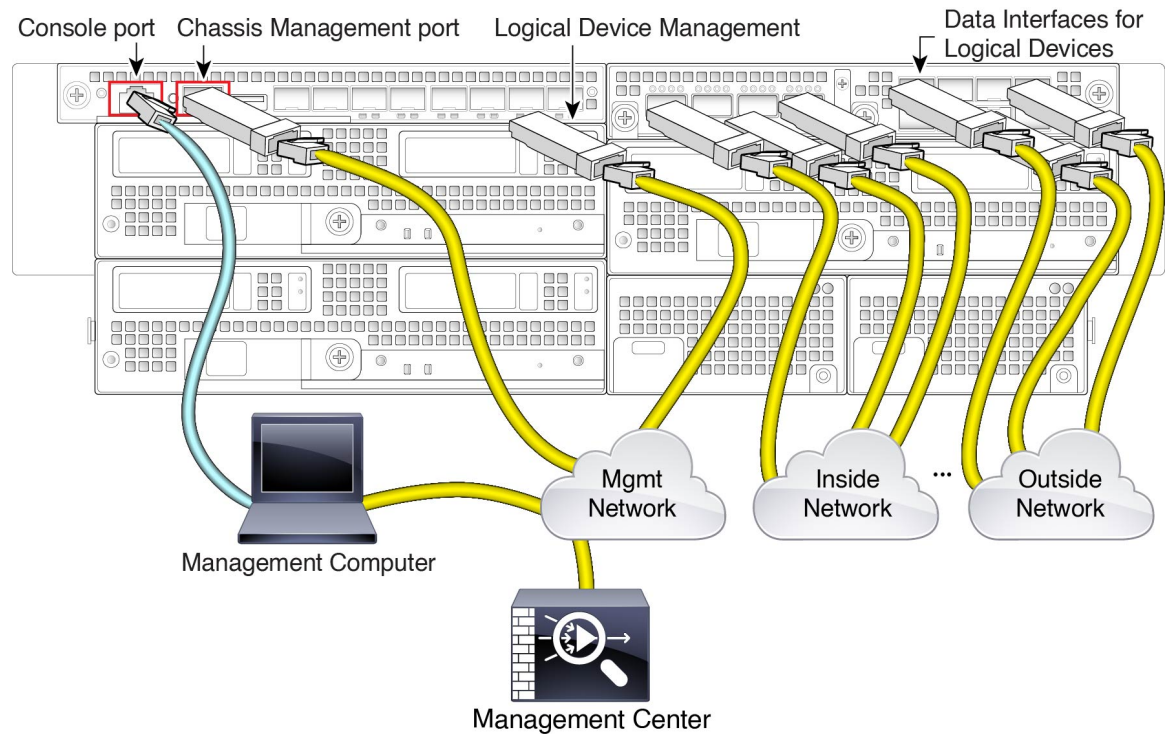 Console port
Chassis Management port
Logical Device Management
Data Interfaces for
Logical Devices
Mgmt
Network
Inside
Network
...
Outside
Network
Management Computer
Management Center